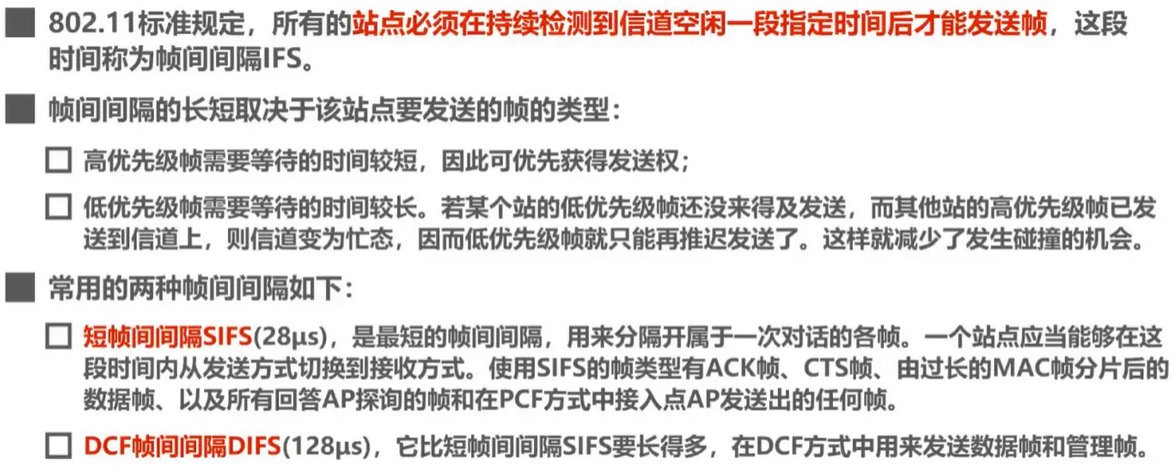 802.11标准规定，所有的站点必须在持续检测到信道空闲一段指定时间后才能发送帧，这段
时间称为帧间间隔IFS。
帧间间隔的长短取决于该站点要发送的帧的类型：
高优先级帧需要等待的时间较短，因此可优先获得发送权；
低优先级帧需要等待的时间较长。若某个站的低优先级帧还没来得及发送，而其他站的高优先级帧已发
送到信道上，则信道变为忙态，因而低优先级帧就只能再推迟发送了。这样就减少了发生碰撞的机会。
常用的两种帧间间隔如下：
短帧间间隔SIFS(28μs)，是最短的帧间间隔，用来分隔开属于一次对话的各帧。一个站点应当能够在这
段时间内从发送方式切换到接收方式。使用SIFS的帧类型有ACK帧、CTS帧、由过长的MAC帧分片后的
数据帧、以及所有回答AP探询的帧和在PCF方式中接入点AP发送出的任何帧。
DCF帧间间隔DIFS(128μs)，它比短帧间间隔SIFS要长得多，在DCF方式中用来发送数据帧和管理帧。